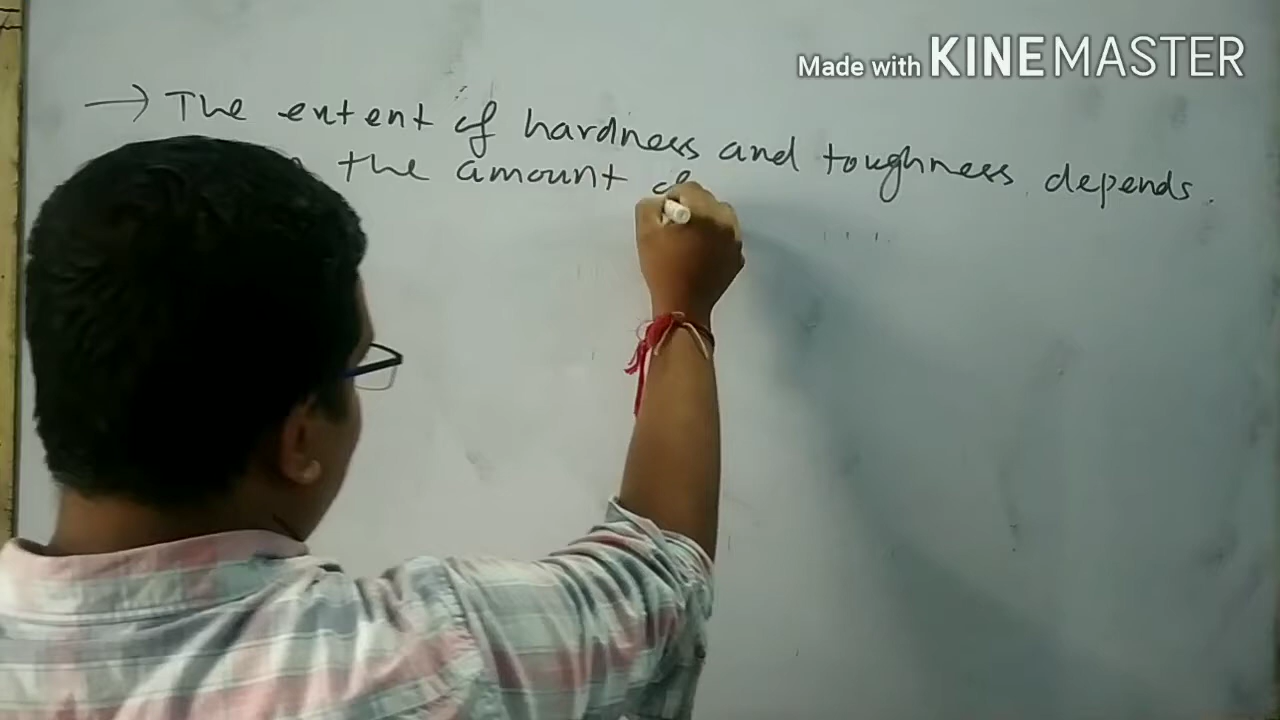 Made with KINEMASTER
→ The extent of hardness and toughness depends.
the amount